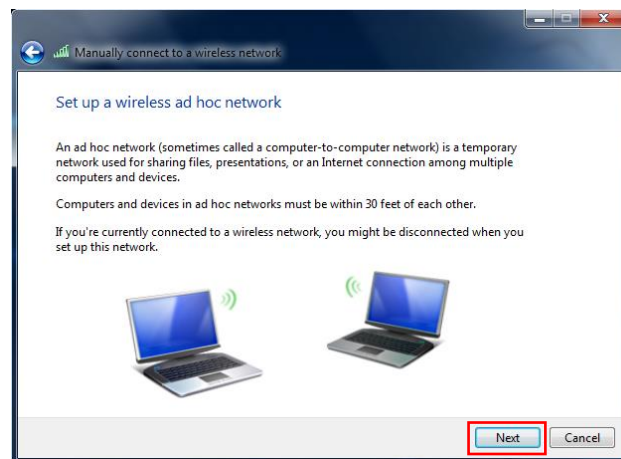 Manually connect to a wireless network
Set up a wireless ad hoc network
An ad hoc network (sometimes called a computer-to-computer network) is a temporary
network used for sharing files, presentations, or an Internet connection among multiple
computers and devices.
Computers and devices in ad hoc networks must be within 30 feet of each other.
If you're currently connected to a wireless network, you might be disconnected when you
set up this network.
Next Cancel